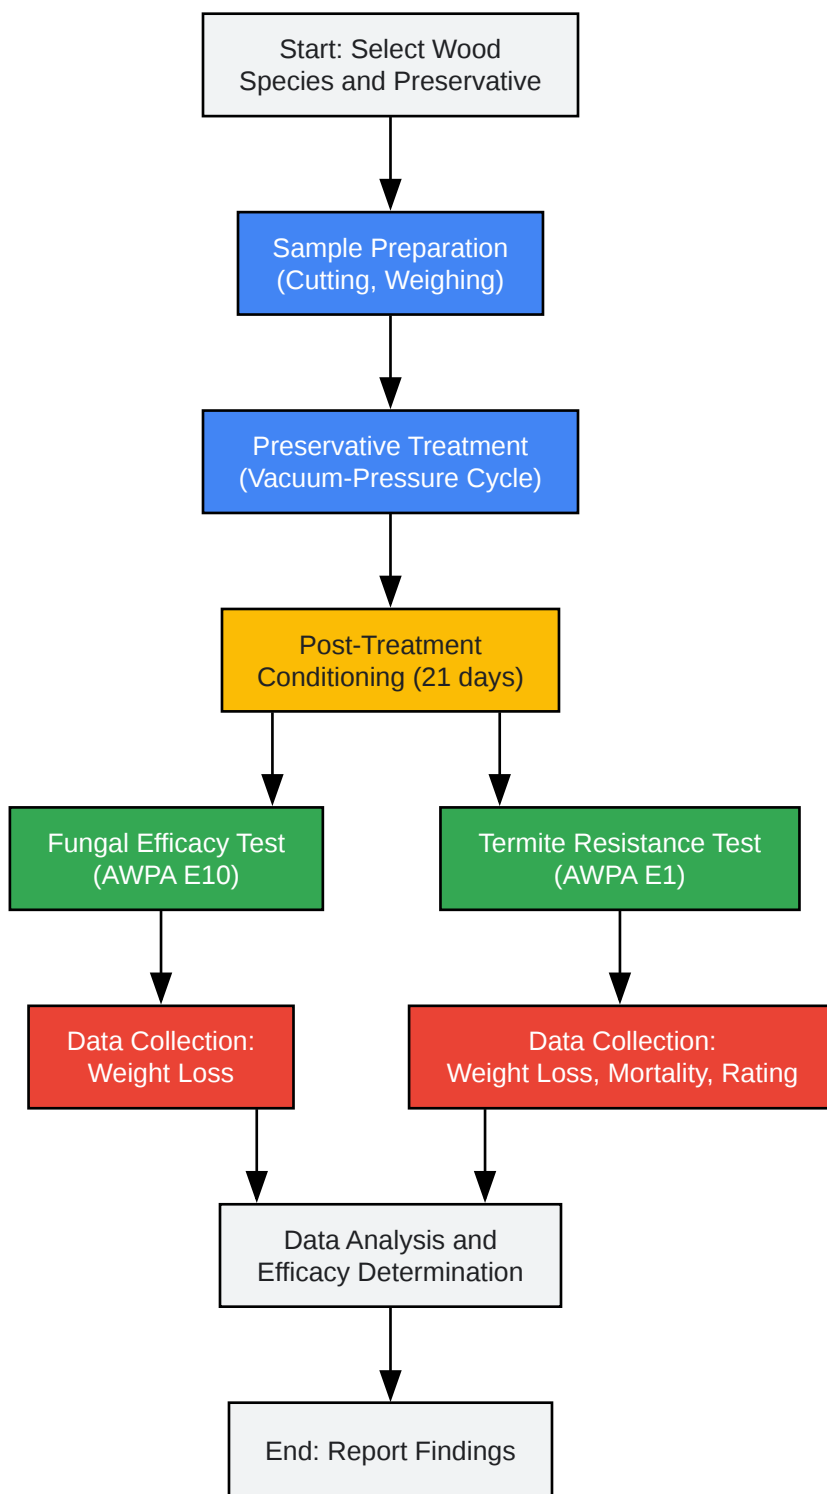 Start: Select Wood
Species and Preservative
Sample Preparation
(Cutting, Weighing)
Preservative Treatment
(Vacuum-Pressure Cycle)
Post-Treatment
Conditioning (21 days)
Fungal Efficacy Test
(AWPA E10)
Termite Resistance Test
(AWPA E1)
Data Collection:
Weight Loss
Data Collection:
Weight Loss, Mortality, Rating
Data Analysis and
Efficacy Determination
End: Report Findings